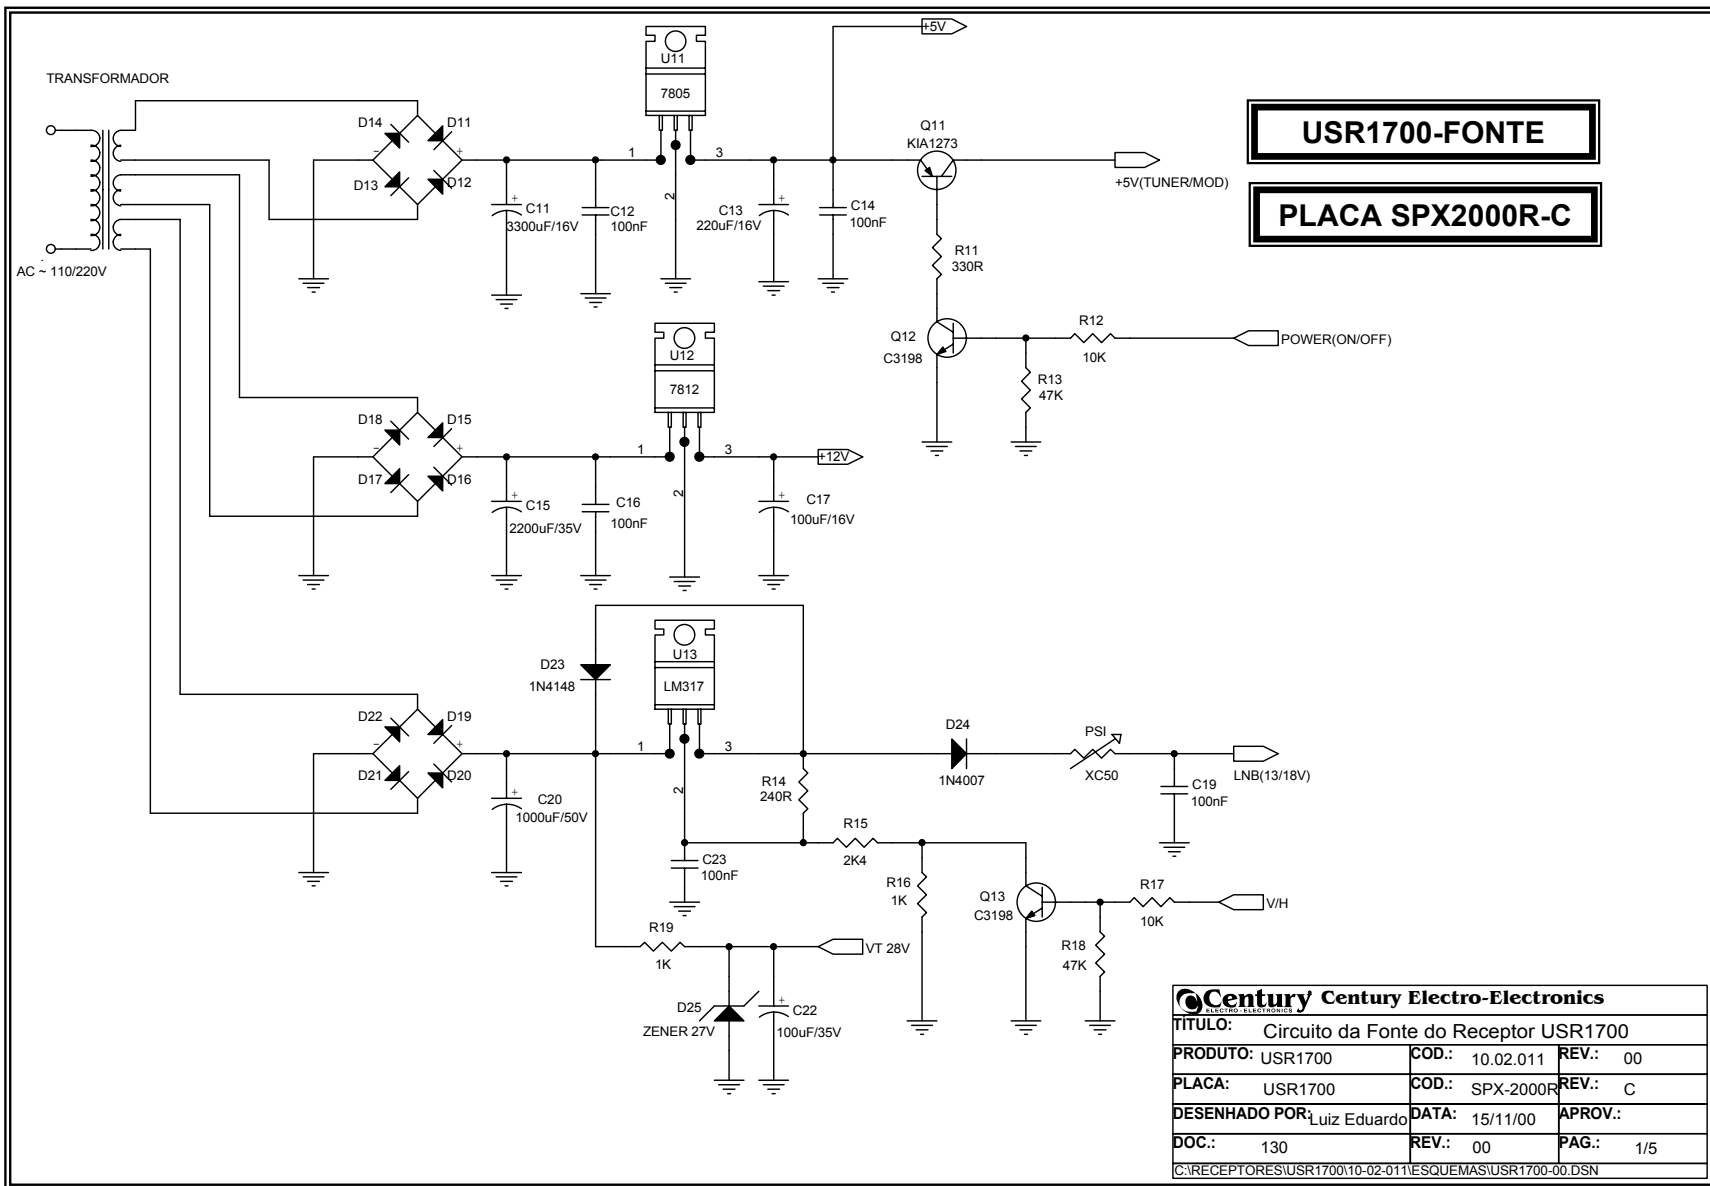 TRANSFORMADOR
AC ~ 110/220V
D14
D11
D13
D12
-
+
+
C11
3300uF/16V
C12
100nF
U11
7805
1
2
3
+
C13
220uF/16V
C14
100nF
+5V
Q11
KIA1273
+5V(TUNER/MOD)
R11
330R
Q12
C3198
R12
10K
R13
47K
POWER(ON/OFF)
USR1700-FONTE
PLACA SPX2000R-C
D18
D15
D17
D16
-
+
+
C15
2200uF/35V
C16
100nF
U12
7812
1
2
3
+
C17
100uF/16V
+12V
D22
D19
D21
D20
-
+
+
C20
1000uF/50V
D23
1N4148
U13
LM317
1
2
3
R14
240R
D24
1N4007
PSI
XC50
C19
100nF
LNB(13/18V)
C23
100nF
R15
2K4
R16
1K
Q13
C3198
R17
10K
R18
47K
V/H
R19
1K
VT 28V
D25
ZENER 27V
+
C22
100uF/35V
Century Century Electro-Electronics
ELECTRO - ELECTRONICS
TÍTULO: Circuito da Fonte do Receptor USR1700
PRODUTO: USR1700 COD.: 10.02.011 REV.: 00
PLACA: USR1700 COD.: SPX-2000R REV.: C
DESENHADO POR: Luiz Eduardo DATA: 15/11/00 APROV.:
DOC.: 130 REV.: 00 PAG.: 1/5
C:\RECEPTORES\USR1700\10-02-011\ESQUEMAS\USR1700-00.DSN